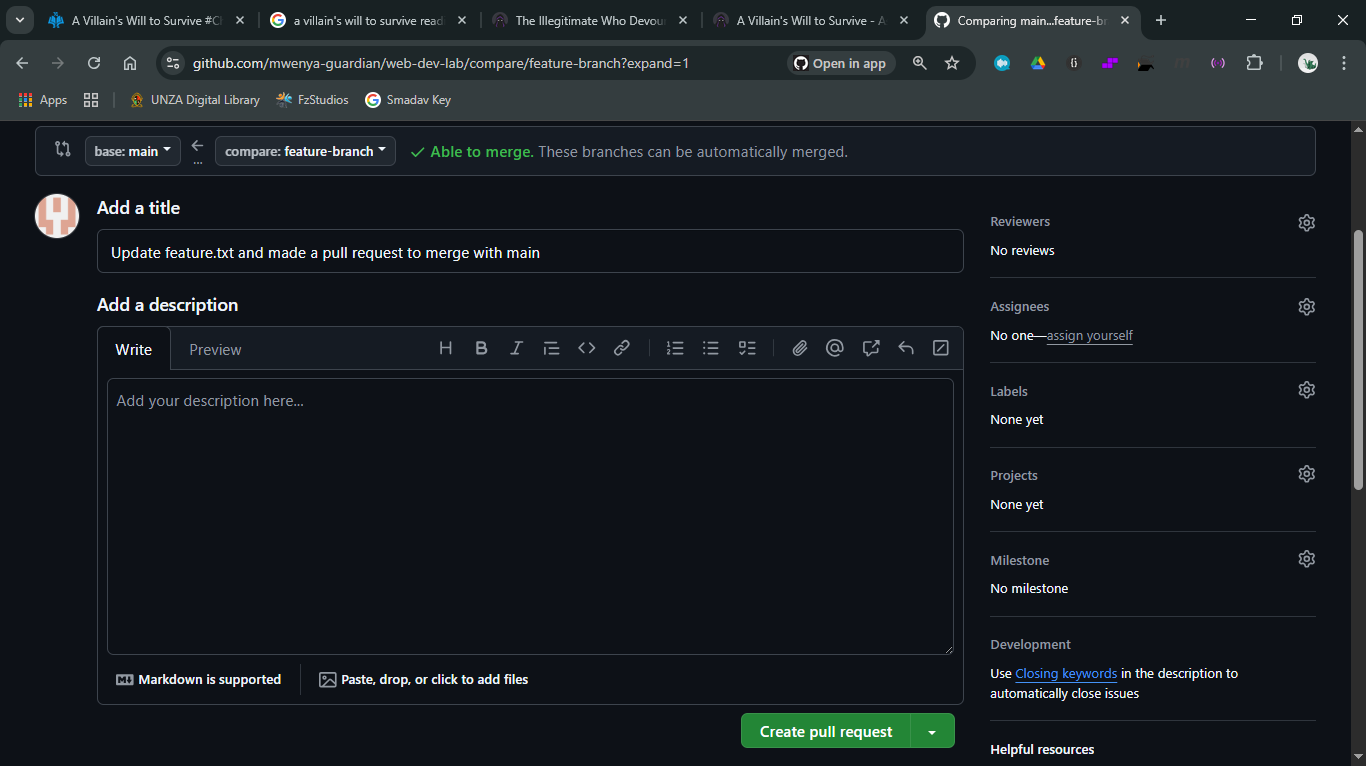 A Villain's Will to Survive #Cl
a villain's will to survive read
The Illegitimate Who Devou
A Villain's Will to Survive - A
Comparing main...feature-br
github.com/mwenya-guardian/web-dev-lab/compare/feature-branch?expand=1
Open in app
Apps
UNZA Digital Library
FzStudios
Smadav Key
base: main
...
compare: feature-branch
Able to merge. These branches can be automatically merged.
Add a title
Update feature.txt and made a pull request to merge with main
Add a description
Write
Preview
Add your description here...
Markdown is supported
Paste, drop, or click to add files
Create pull request
Reviewers
No reviews
Assignees
No one—assign yourself
Labels
None yet
Projects
None yet
Milestone
No milestone
Development
Use Closing keywords in the description to
automatically close issues
Helpful resources